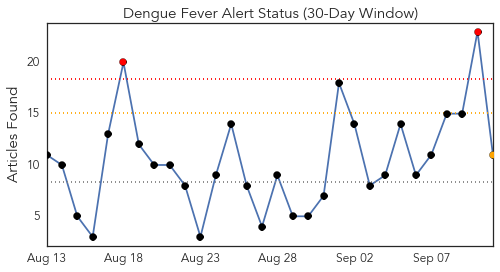 Dengue Fever Alert Status (30-Day Window)
Articles Found
20
15
10
5
Aug 13 Aug 18 Aug 23 Aug 28 Sep 02 Sep 07